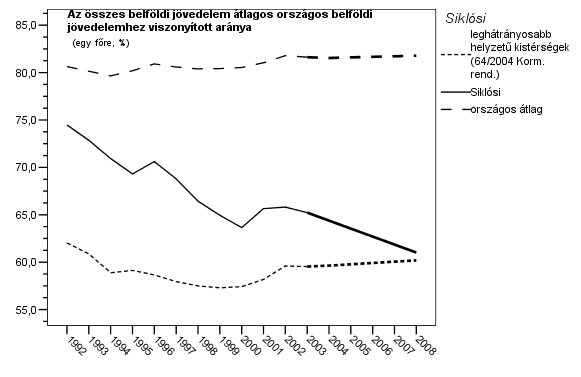 Az összes belföldi jövedelem átlagos országos belföldi
jövedelemhez viszonyított aránya
(egy főre, %)
85,0
80,0
75,0
70,0
65,0
60,0
55,0
1992
1993
1994
1995
1996
1997
1998
1999
2000
2001
2002
2003
2004
2005
2006
2007
2008
Siklósi
leghátrányosabb
helyzetű kistérségek
(64/2004 Korm.
rend.)
Siklósi
országos átlag